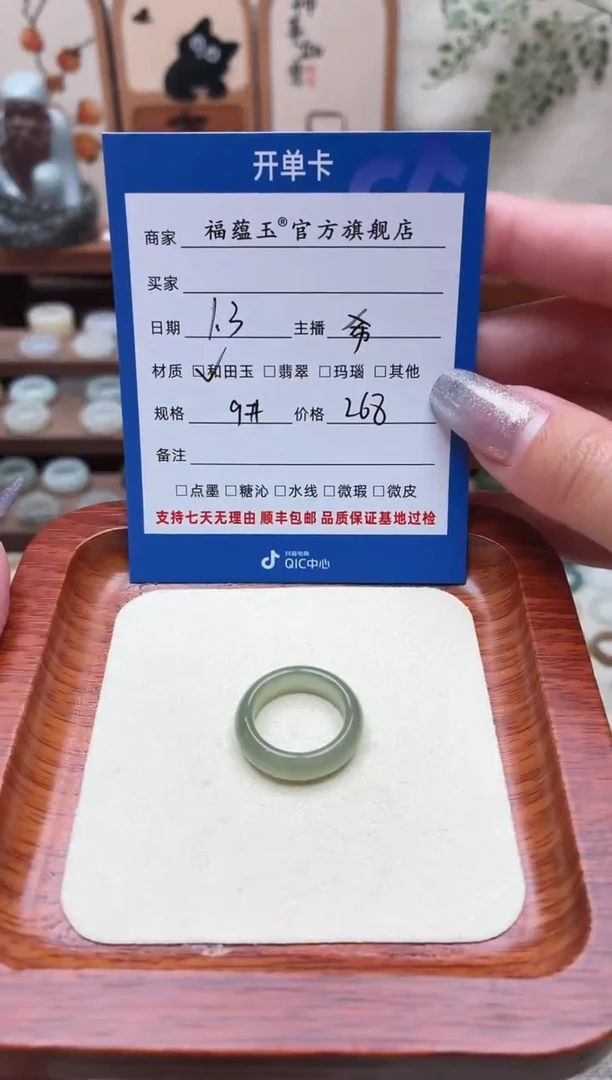 开单卡
商家 福蕴玉®官方旗舰店
买家
日期 1.3 主播 希
材质 ☑和田玉 □翡翠 □玛瑙 □其他
规格 9# 价格 268
备注
□点墨 □糖沁 □水线 □微瑕 □微皮
支持七天无理由 顺丰包邮 品质保证基地过检
抖音电商
QIC中心